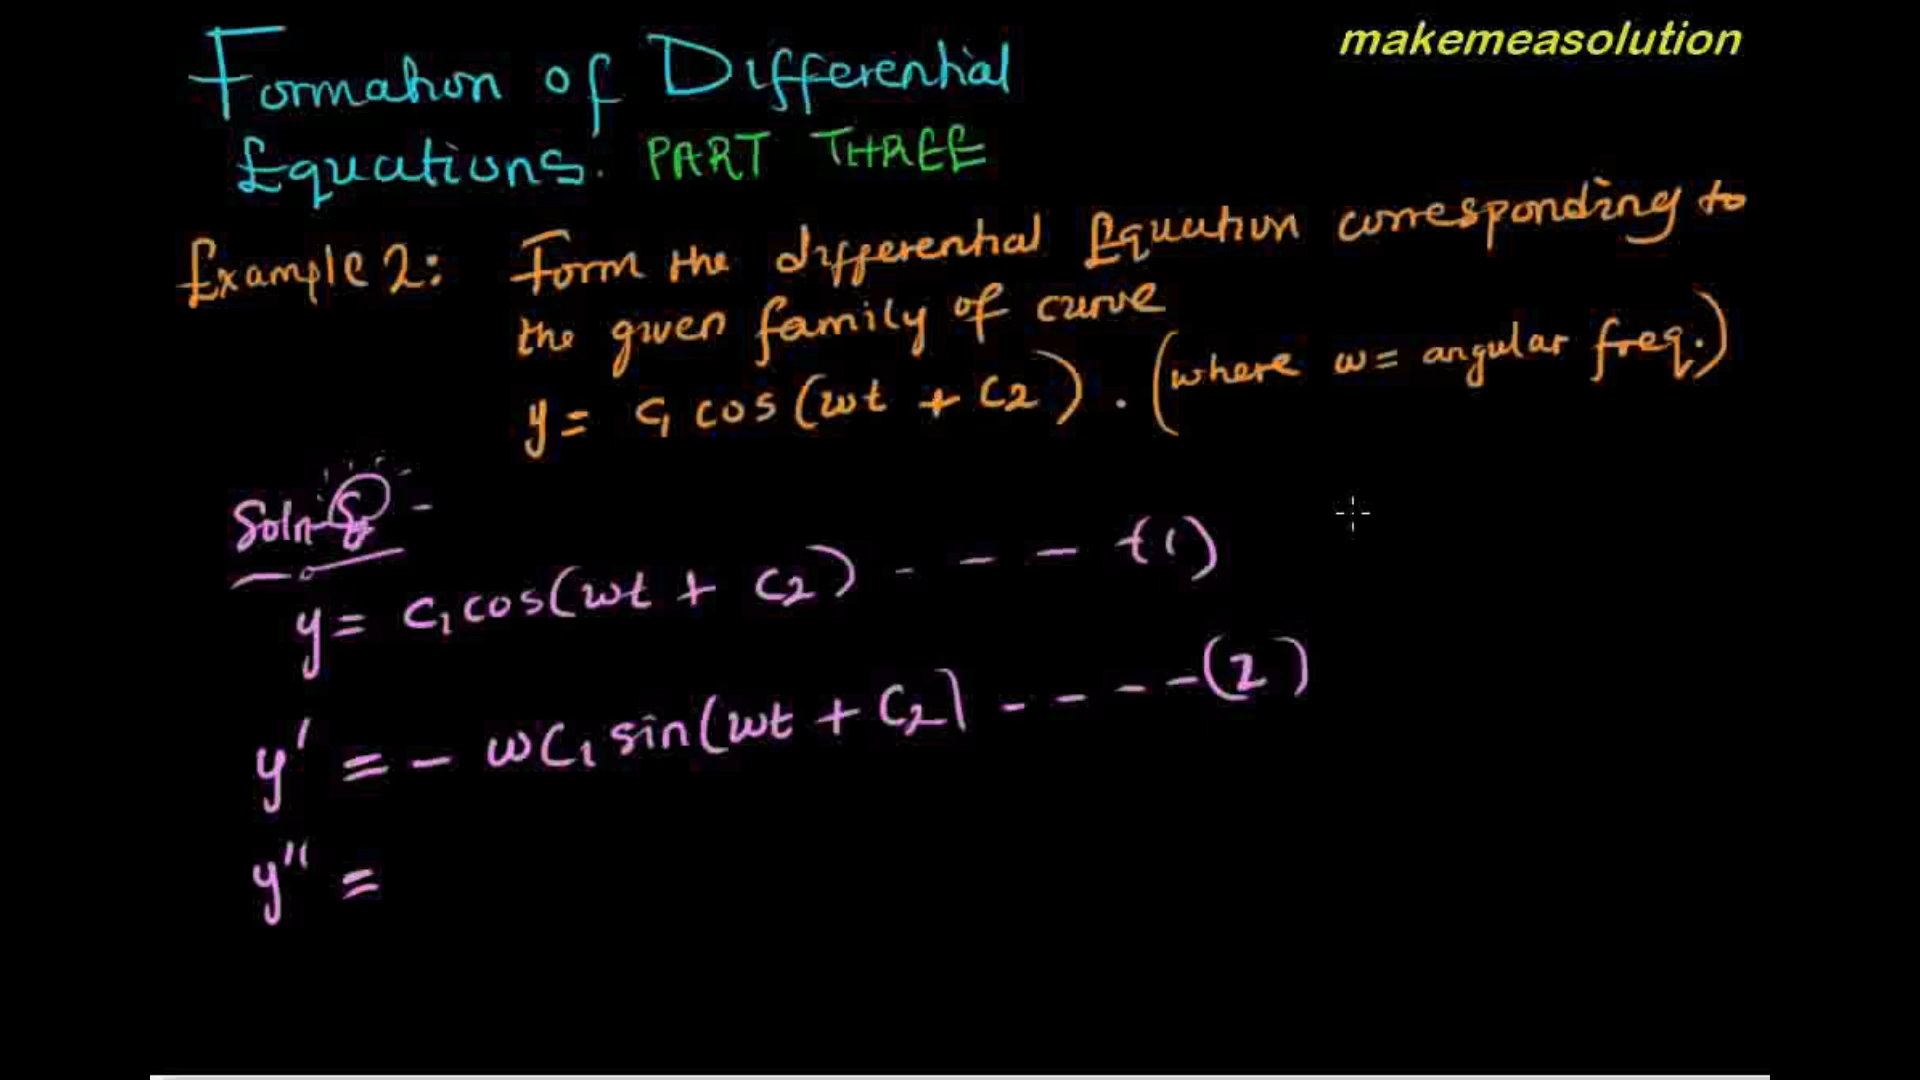 makemeasolution
Formation of Differential
Equations. PART THREE
Example 2: Form the differential Equation corresponding to
the given family of curve
y = c₁ cos (ωt + c₂). (where ω = angular freq.)
Soln
y = c₁ cos(ωt + c₂) - - - - (1)
y' = - ωc₁ sin(ωt + c₂) - - - - (2)
y'' =